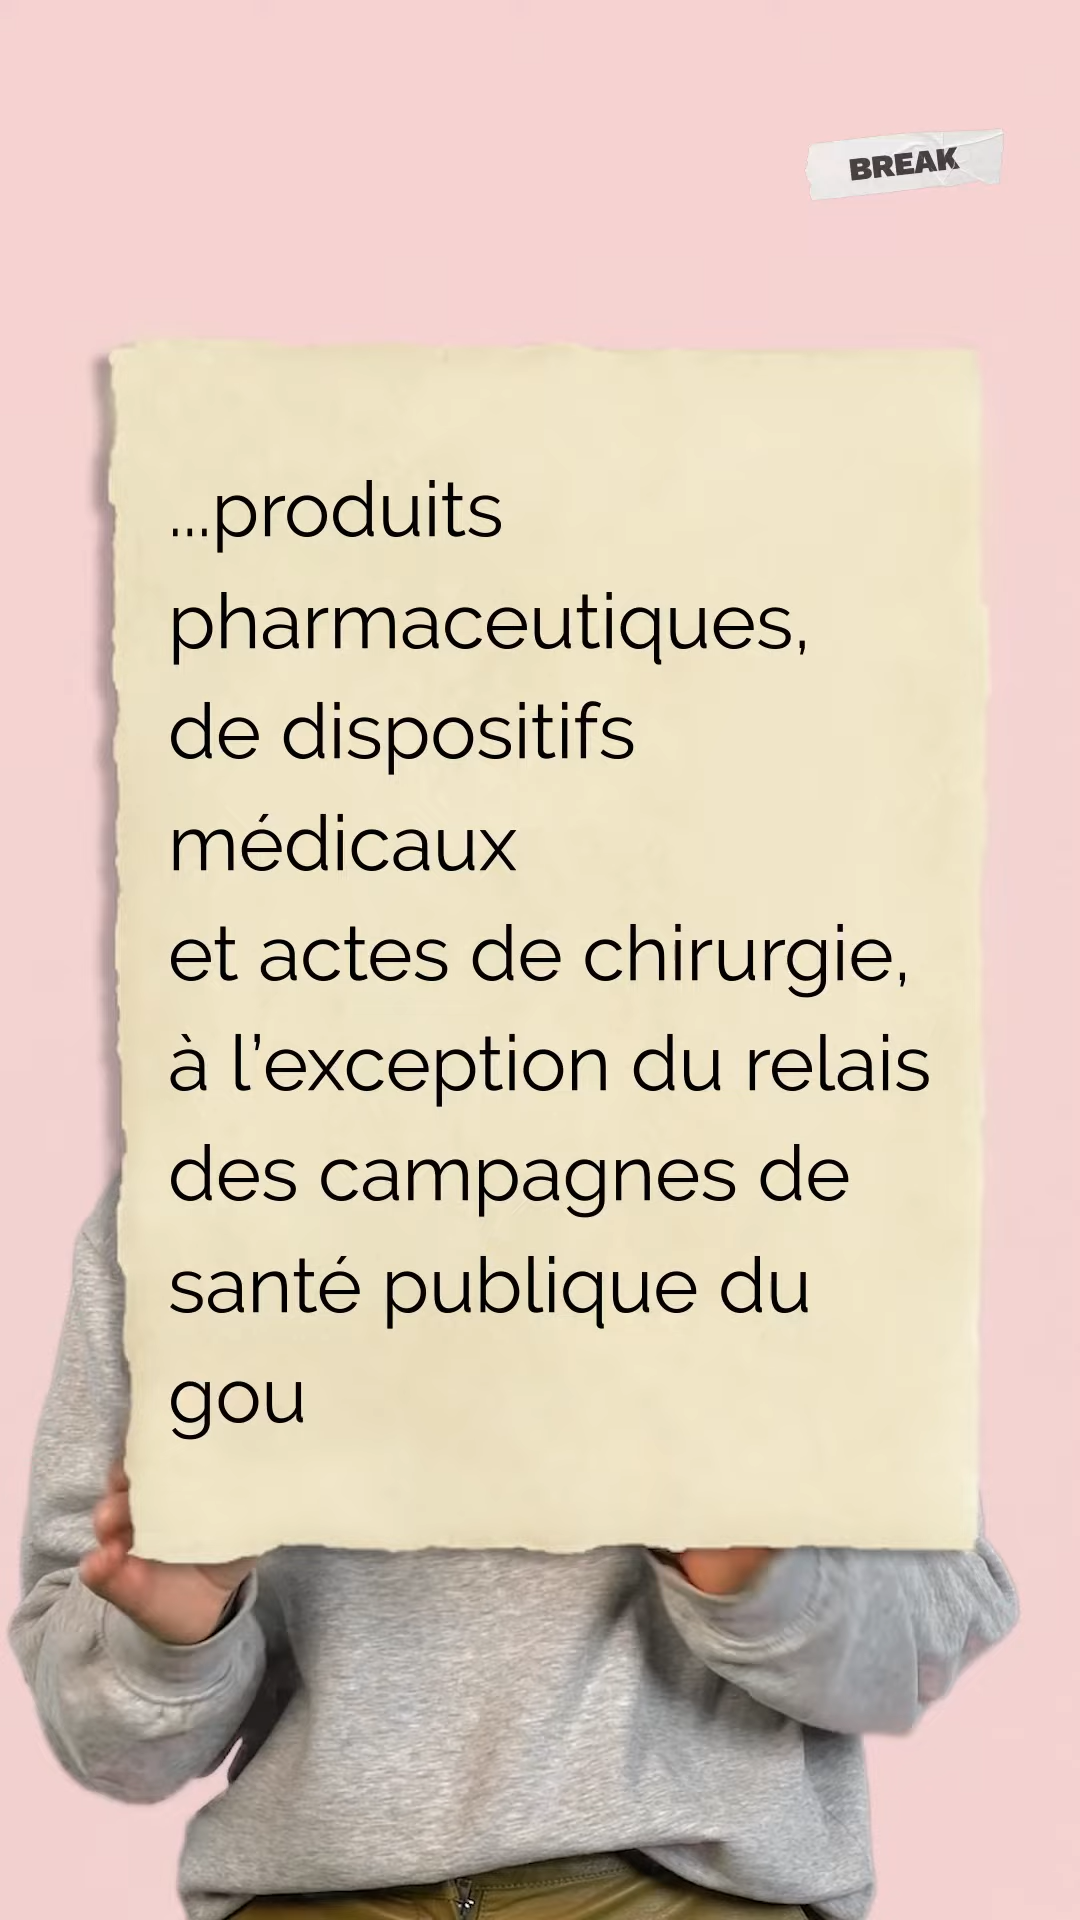 BREAK
...produits
pharmaceutiques,
de dispositifs
médicaux
et actes de chirurgie,
à l’exception du relais
des campagnes de
santé publique du
gou